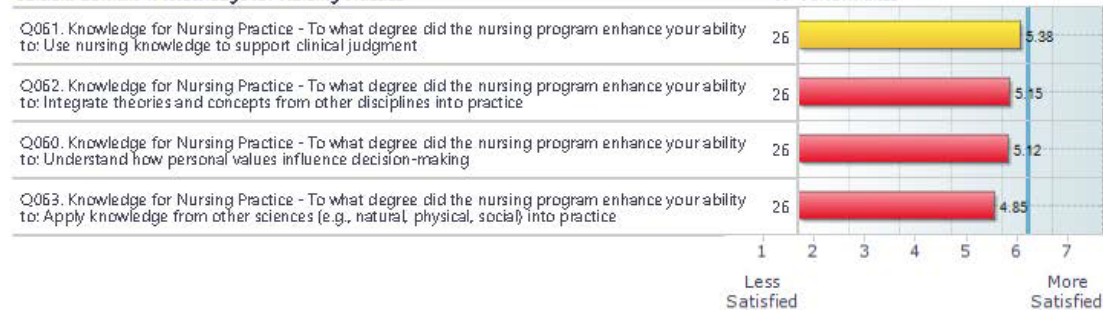 Q061. Knowledge for Nursing Practice - To what degree did the nursing program enhance your ability
to: Use nursing knowledge to support clinical judgment
26
5.38
Q062. Knowledge for Nursing Practice - To what degree did the nursing program enhance your ability
to: Integrate theories and concepts from other disciplines into practice
26
5.15
Q060. Knowledge for Nursing Practice - To what degree did the nursing program enhance your ability
to: Understand how personal values influence decision-making
26
5.12
Q063. Knowledge for Nursing Practice - To what degree did the nursing program enhance your ability
to: Apply knowledge from other sciences (e.g., natural, physical, social) into practice
26
4.85
1 2 3 4 5 6 7
Less
Satisfied
More
Satisfied